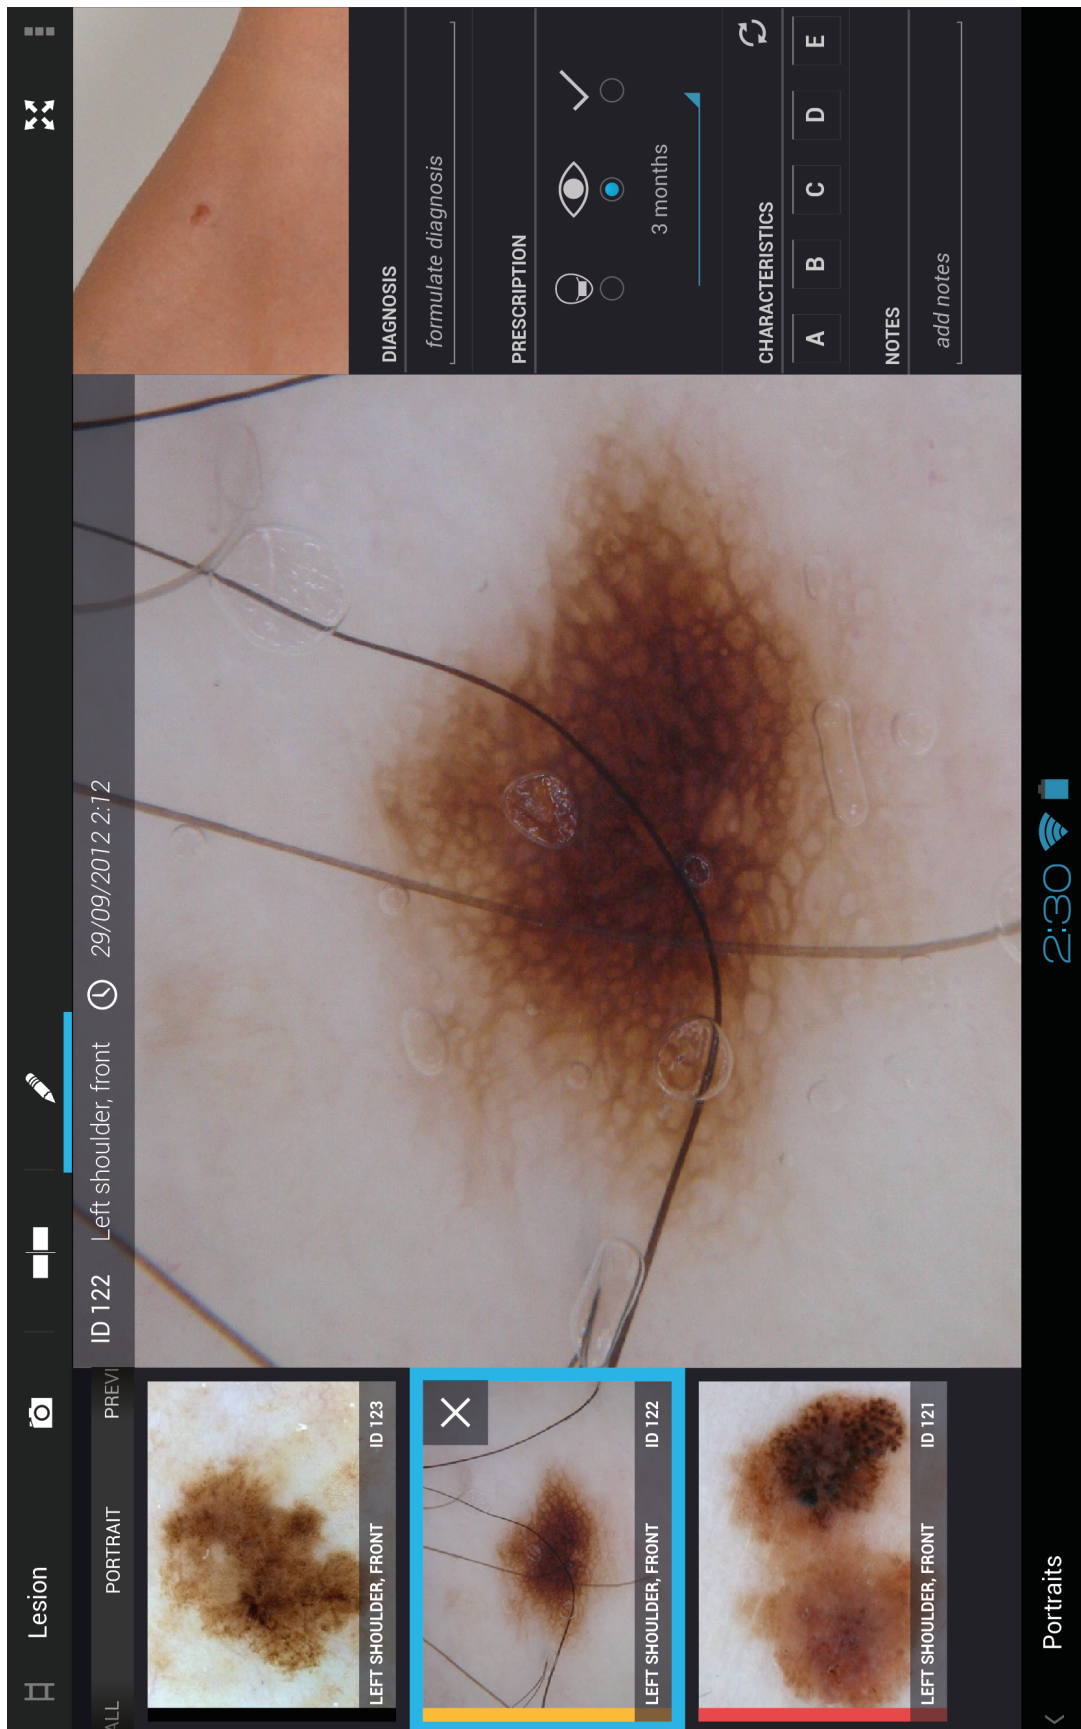 Lesion
ALL PORTRAIT PREVI
ID 123
LEFT SHOULDER, FRONT
ID 122
LEFT SHOULDER, FRONT
ID 121
LEFT SHOULDER, FRONT
ID 122 Left shoulder, front 29/09/2012 2:12
DIAGNOSIS
formulate diagnosis
PRESCRIPTION
3 months
CHARACTERISTICS
A B C D E
NOTES
add notes
Portraits
2:30